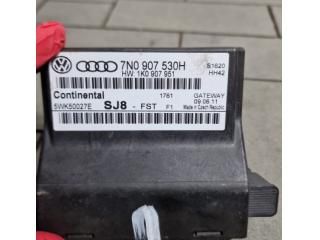 7N0 907 530H S1620
HW: 1K0 907 951 HH42
Continental 1761 GATEWAY
5WK50027E SJ8 - FST F1 09.06.11
Made in Czech Republic